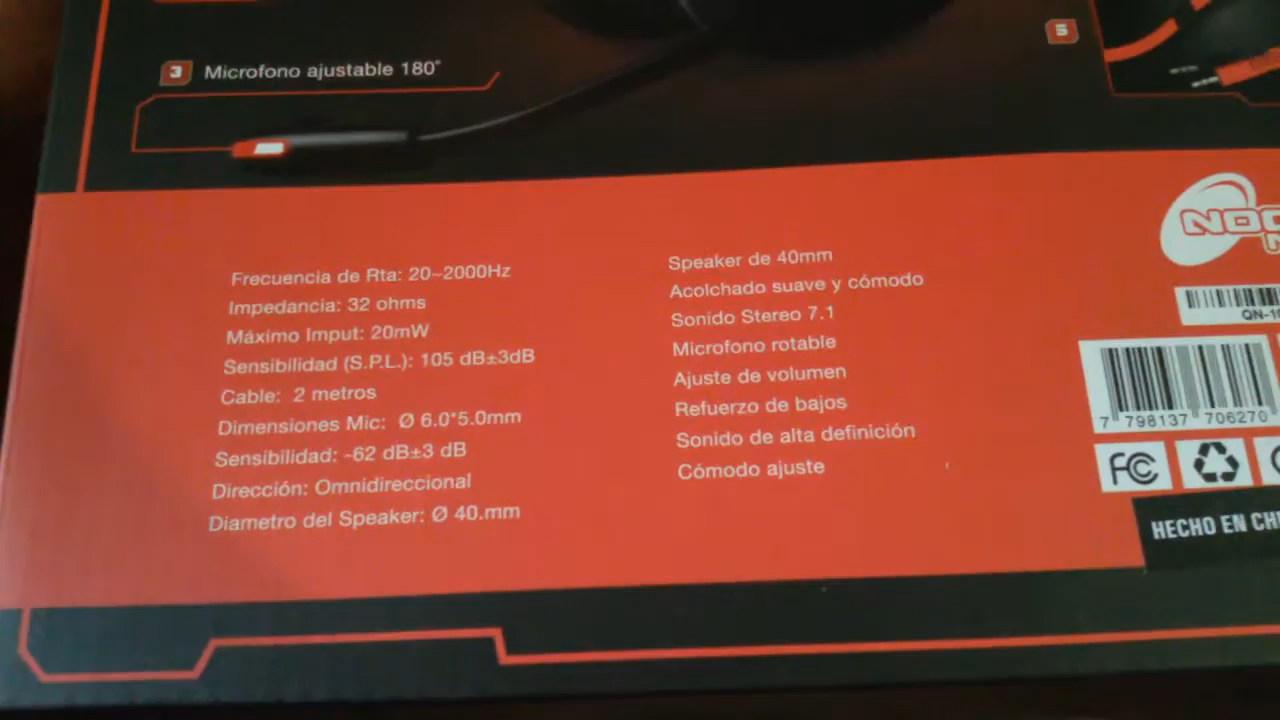 3 Microfono ajustable 180°
5
Frecuencia de Rta: 20~2000Hz
Impedancia: 32 ohms
Máximo Imput: 20mW
Sensibilidad (S.P.L.): 105 dB±3dB
Cable: 2 metros
Dimensiones Mic: Ø 6.0*5.0mm
Sensibilidad: -62 dB±3 dB
Dirección: Omnidireccional
Diametro del Speaker: Ø 40.mm
Speaker de 40mm
Acolchado suave y cómodo
Sonido Stereo 7.1
Microfono rotable
Ajuste de volumen
Refuerzo de bajos
Sonido de alta definición
Cómodo ajuste
7 798137 706270
FC
HECHO EN